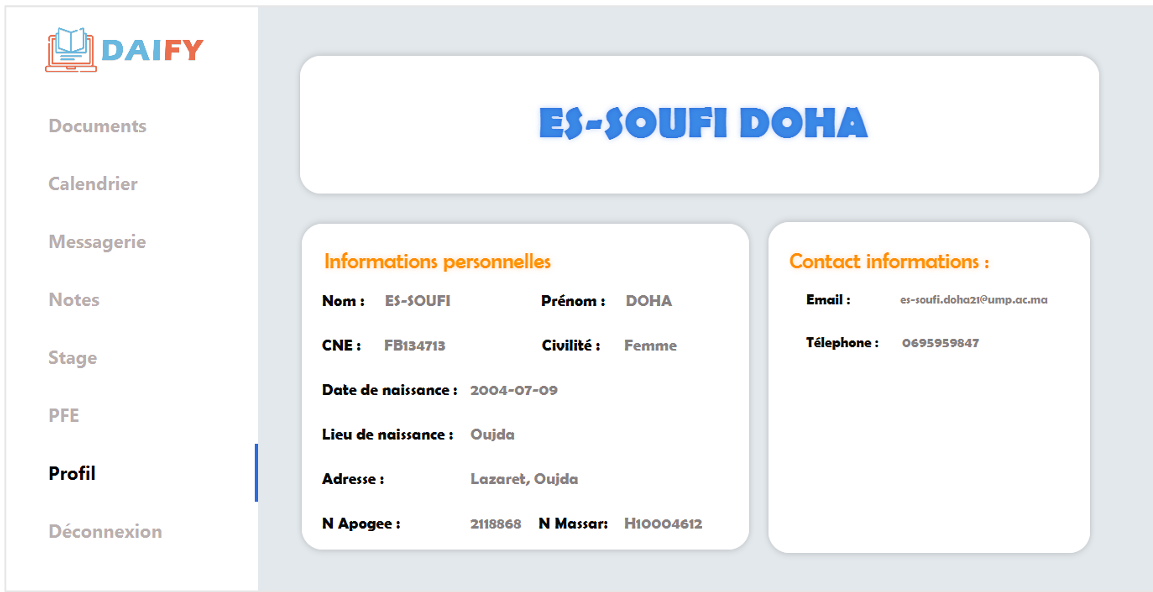 DAIFY
Documents
Calendrier
Messagerie
Notes
Stage
PFE
Profil
Déconnexion
ES-SOUFI DOHA
Informations personnelles
Nom : ES-SOUFI Prénom : DOHA
CNE : FB134713 Civilité : Femme
Date de naissance : 2004-07-09
Lieu de naissance : Oujda
Adresse : Lazaret, Oujda
N Apogee : 2118868 N Massar: H10004612
Contact informations :
Email : es-soufi.doha21@ump.ac.ma
Télephone : 0695959847